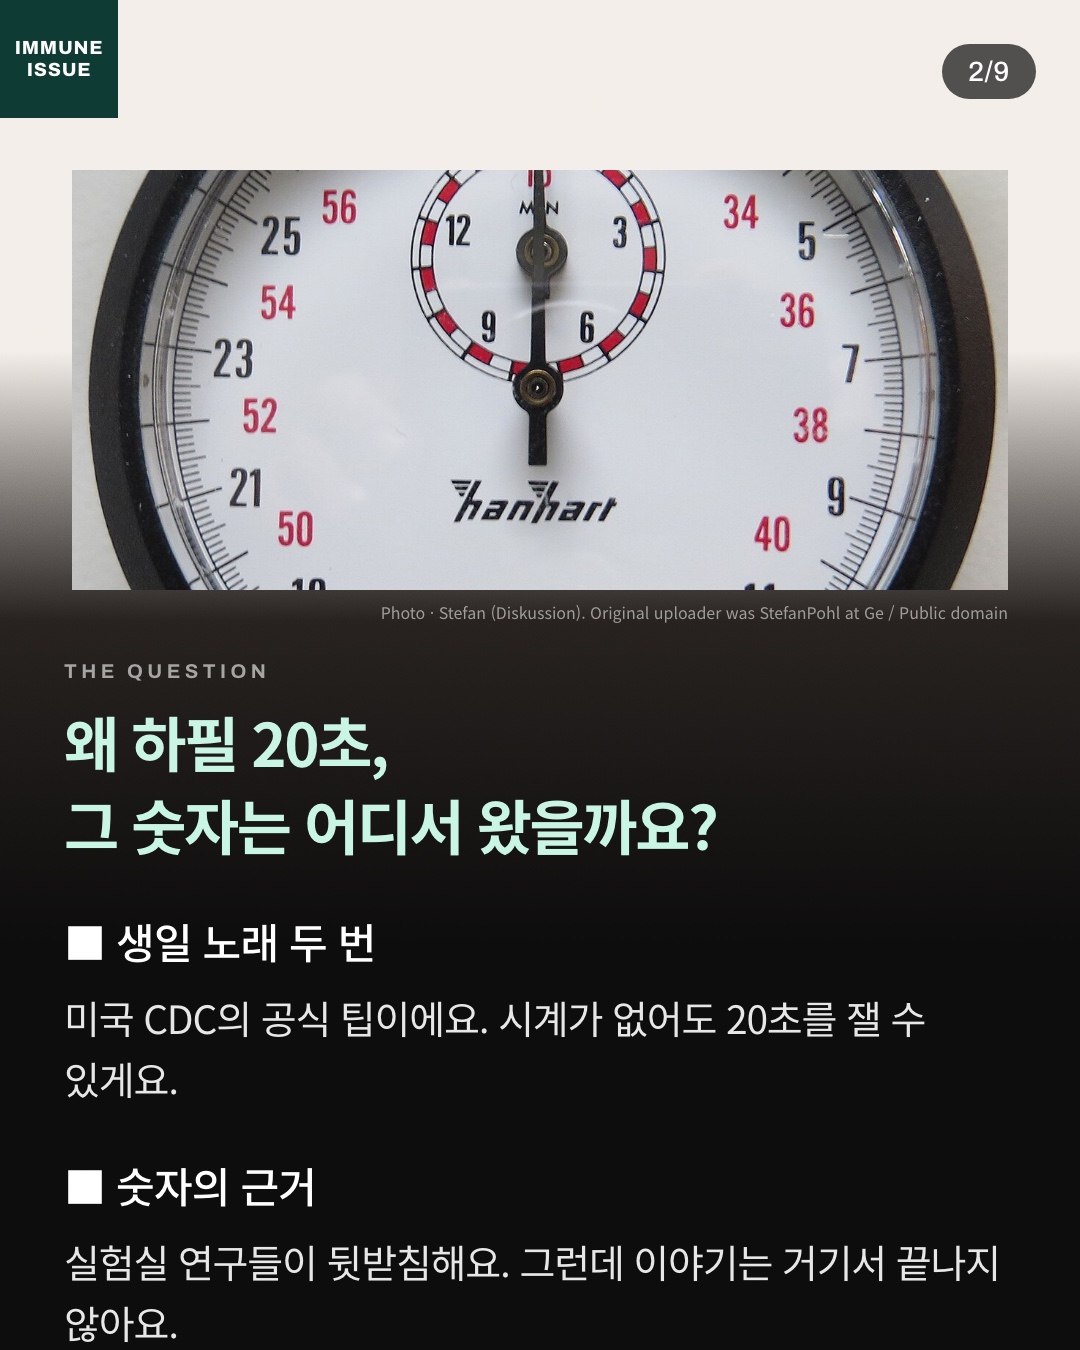 IMMUNE
ISSUE
2/9
56
25
54
23
52
21
50
10
MIN
12
3
9
6
34
5
36
7
38
9
40
hanhart
Photo · Stefan (Diskussion). Original uploader was StefanPohl at Ge / Public domain
THE QUESTION
왜 하필 20초,
그 숫자는 어디서 왔을까요?
■ 생일 노래 두 번
미국 CDC의 공식 팁이에요. 시계가 없어도 20초를 잴 수
있게요.
■ 숫자의 근거
실험실 연구들이 뒷받침해요. 그런데 이야기는 거기서 끝나지
않아요.